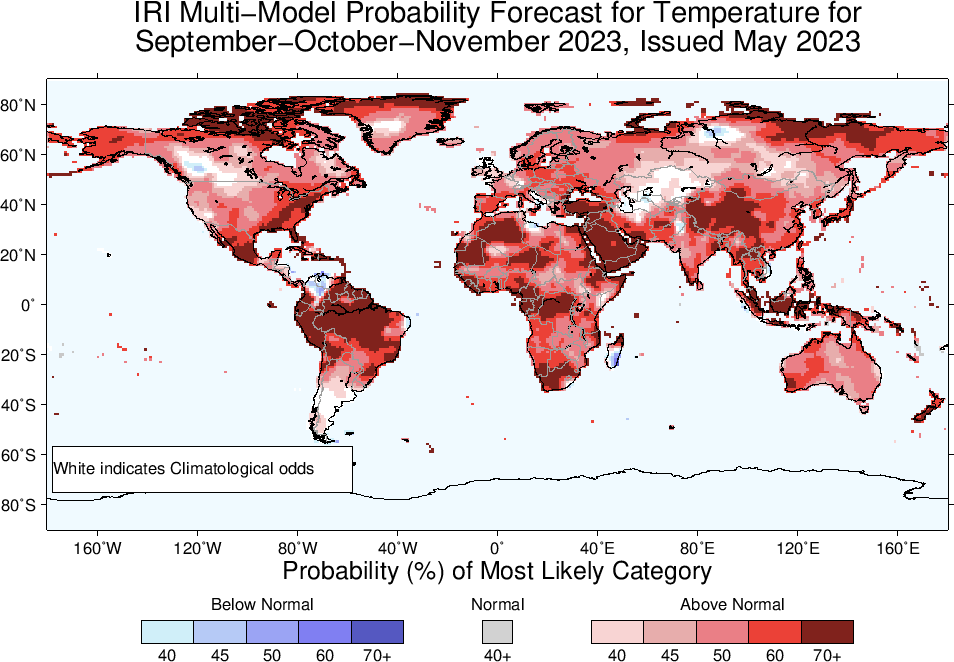 IRI Multi−Model Probability Forecast for Temperature for
September−October−November 2023, Issued May 2023
80˚N
60˚N
40˚N
20˚N
0˚
20˚S
40˚S
60˚S
80˚S
White indicates Climatological odds
160˚W 120˚W 80˚W 40˚W 0˚ 40˚E 80˚E 120˚E 160˚E
Probability (%) of Most Likely Category
Below Normal Normal Above Normal
40 45 50 60 70+ 40+ 40 45 50 60 70+